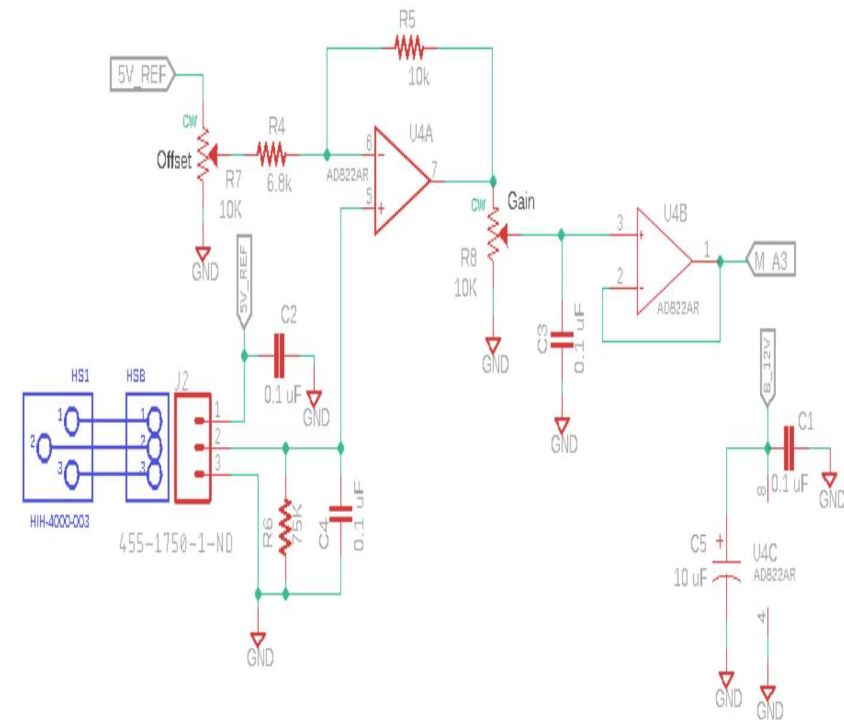 R5
10k
5V_REF
CW
Offset
R7
10K
R4
6.8k
U4A
6
5
7
AD822AR
GND
CW
Gain
R8
10K
GND
U4B
3
2
1
AD822AR
M_A3
C3
0.1 uF
GND
5V_REF
C2
0.1 uF
GND
HS1
HSB
J2
1
2
3
1
2
3
1
2
3
HIH-4000-003
455-1750-1-ND
R6
75K
C4
0.1 uF
GND
B_12V
C1
0.1 uF
GND
8
C5
+
10 uF
U4C
AD822AR
4
GND
GND